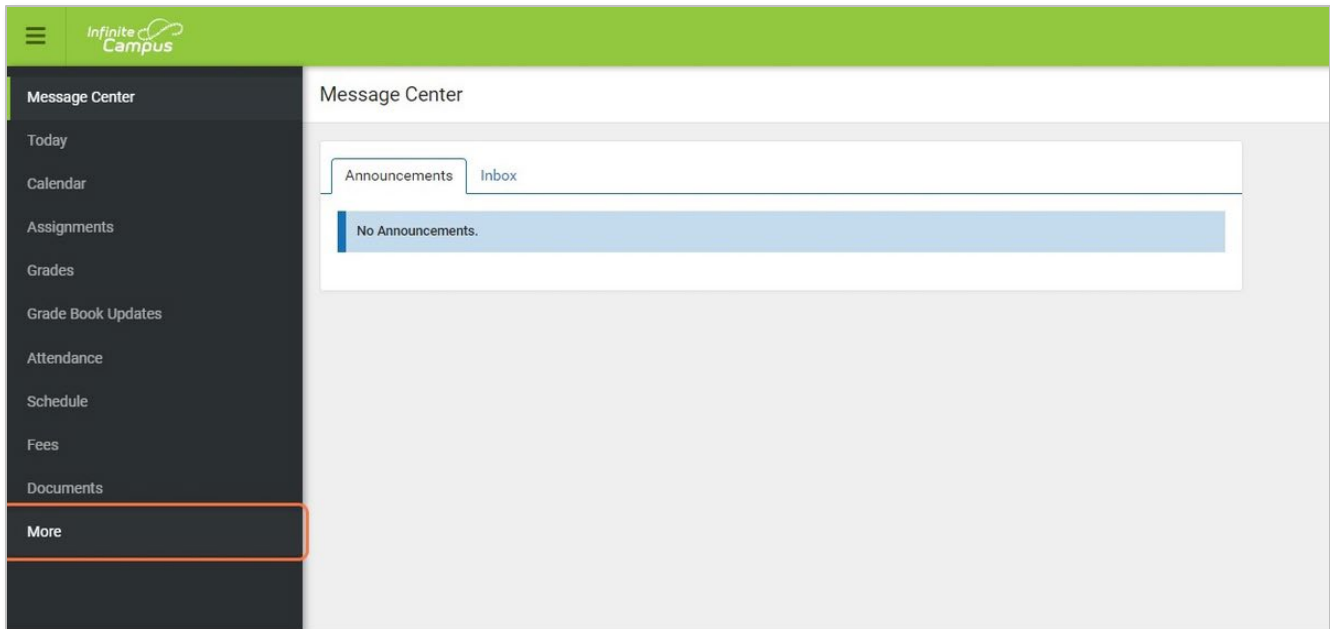 Infinite
Campus
Message Center
Today
Calendar
Assignments
Grades
Grade Book Updates
Attendance
Schedule
Fees
Documents
More
Message Center
Announcements Inbox
No Announcements.